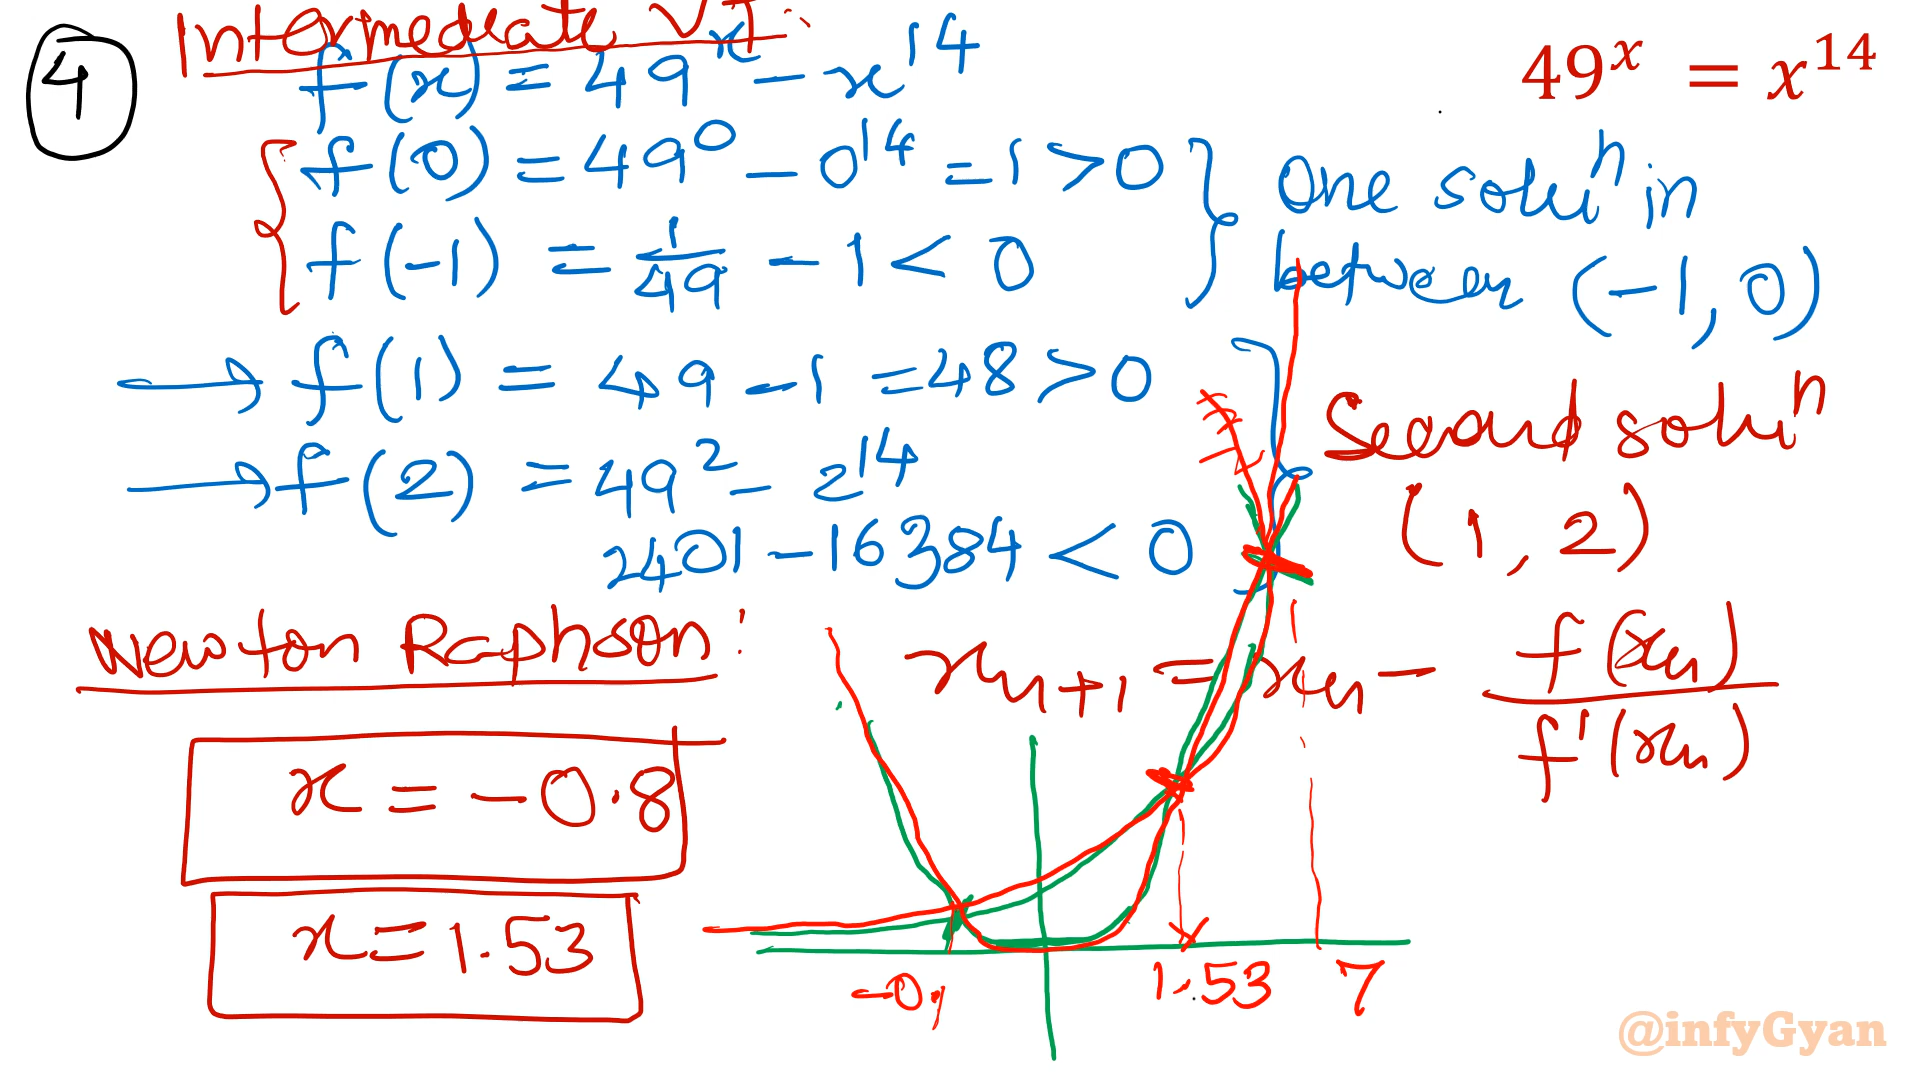 4
Intermediate VT:
49^x = x^14
f(x) = 49^x - x^14
f(0) = 49^0 - 0^14 = 1 > 0
f(-1) = 1/49 - 1 < 0
One solu^n in
between (-1, 0)
→ f(1) = 49 - 1 = 48 > 0
→ f(2) = 49^2 - 2^14
2401 - 16384 < 0
Second solu^n
(1, 2)
Newton Raphson:
x_{n+1} = x_n - f(x_n)/f'(x_n)
x = -0.8
x = 1.53
-0.
1.53
7
@infyGyan